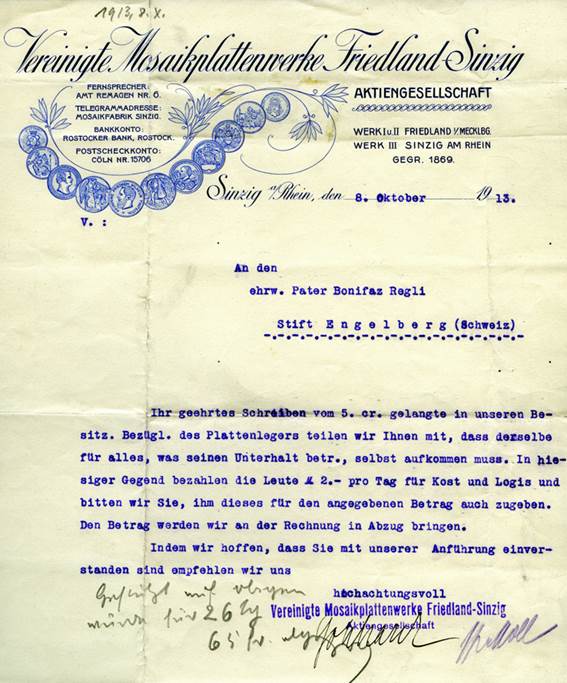 1913, 8. X.
Vereinigte Mosaikplattenwerke Friedland-Sinzig
AKTIENGESELLSCHAFT
FERNSPRECHER:
AMT REMAGEN NR. 6.
TELEGRAMMADRESSE:
MOSAIKFABRIK SINZIG.
BANKKONTO:
ROSTOCKER BANK, ROSTOCK.
POSTSCHECKKONTO:
CÖLN NR. 15706
WERK I u. II FRIEDLAND I/MECKLBG.
WERK III SINZIG AM RHEIN
GEGR. 1869.
Sinzig a/Rhein, den 8. Oktober 1913.
V. :
An den
ehrw. Pater Bonifaz Regli
Stift Engelberg (Schweiz)
Ihr geehrtes Schreiben vom 5. cr. gelangte in unseren Be-
sitz. Bezügl. des Plattenlegers teilen wir Ihnen mit, dass derselbe
für alles, was seinen Unterhalt betr., selbst aufkommen muss. In hie-
siger Gegend bezahlen die Leute M 2.- pro Tag für Kost und Logis und
bitten wir Sie, ihm dieses für den angegebenen Betrag auch zugeben.
Den Betrag werden wir an der Rechnung in Abzug bringen.
Indem wir hoffen, dass Sie mit unserer Anführung einver-
standen sind empfehlen wir uns
hochachtungsvoll
Vereinigte Mosaikplattenwerke Friedland-Sinzig
Aktiengesellschaft
Gestützt auf obigen
würde für 26 Tg
65 fr.